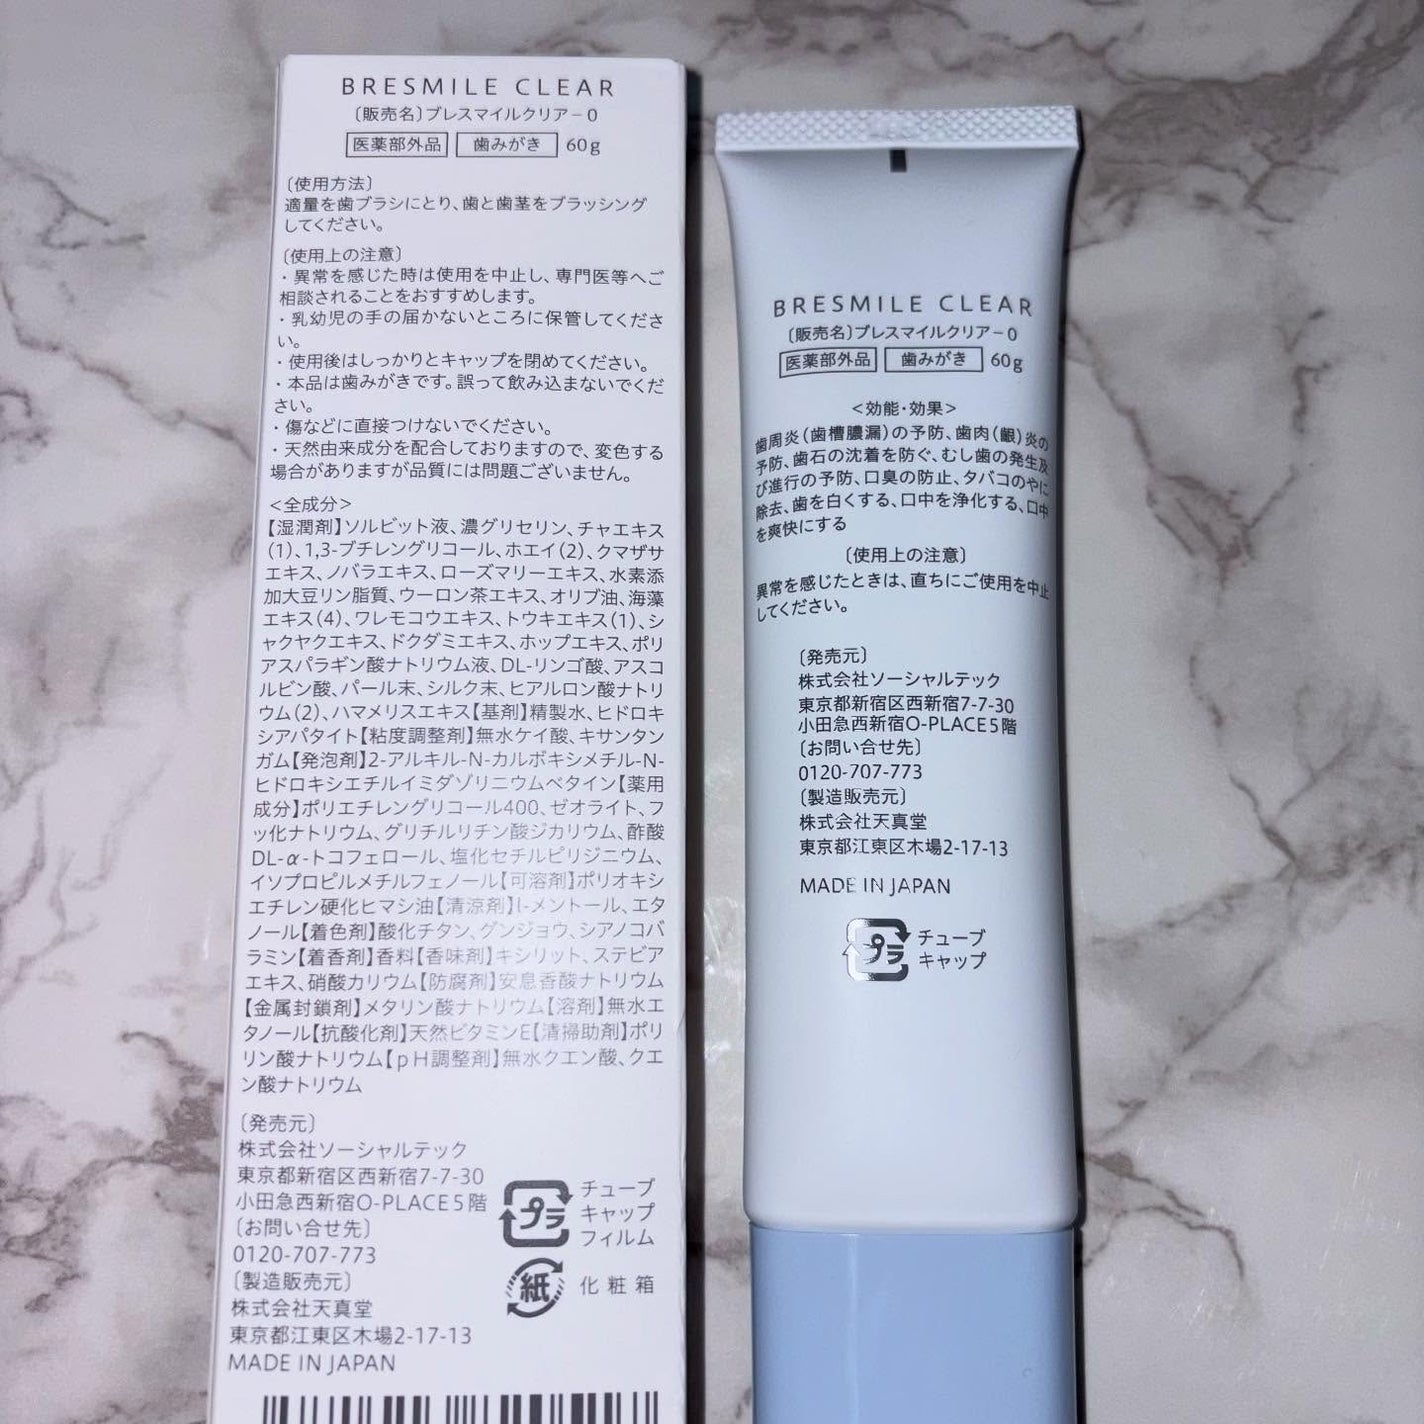 BRESMILE CLEAR
〔販売名〕ブレスマイルクリアー0
医薬部外品 歯みがき 60g
〔使用方法〕
適量を歯ブラシにとり、歯と歯茎をブラッシング
してください。
〔使用上の注意〕
・異常を感じた時は使用を中止し、専門医等へご
相談されることをおすすめします。
・乳幼児の手の届かないところに保管してくださ
い。
・使用後はしっかりとキャップを閉めてください。
・本品は歯みがきです。誤って飲み込まないでくだ
さい。
・傷などに直接つけないでください。
・天然由来成分を配合しておりますので、変色する
場合がありますが品質には問題ございません。
<全成分>
【湿潤剤】ソルビット液、濃グリセリン、チャエキス
(1)、1,3-ブチレングリコール、ホエイ(2)、クマザサ
エキス、ノバラエキス、ローズマリーエキス、水素添
加大豆リン脂質、ウーロン茶エキス、オリブ油、海藻
エキス(4)、ワレモコウエキス、トウキエキス(1)、シ
ャクヤクエキス、ドクダミエキス、ホップエキス、ポリ
アスパラギン酸ナトリウム液、DL-リンゴ酸、アスコ
ルビン酸、パール末、シルク末、ヒアルロン酸ナトリ
ウム(2)、ハマメリスエキス【基剤】精製水、ヒドロキ
シアパタイト【粘度調整剤】無水ケイ酸、キサンタン
ガム【発泡剤】2-アルキル-N-カルボキシメチル-N-
ヒドロキシエチルイミダゾリニウムベタイン【薬用
成分】ポリエチレングリコール400、ゼオライト、フ
ッ化ナトリウム、グリチルリチン酸ジカリウム、酢酸
DL-α-トコフェロール、塩化セチルピリジニウム、
イソプロピルメチルフェノール【可溶剤】ポリオキシ
エチレン硬化ヒマシ油【清涼剤】l-メントール、エタ
ノール【着色剤】酸化チタン、グンジョウ、シアノコバ
ラミン【着香剤】香料【香味剤】キシリット、ステビア
エキス、硝酸カリウム【防腐剤】安息香酸ナトリウム
【金属封鎖剤】メタリン酸ナトリウム【溶剤】無水エ
タノール【抗酸化剤】天然ビタミンE【清掃助剤】ポリ
リン酸ナトリウム【pH調整剤】無水クエン酸、クエ
ン酸ナトリウム
〔発売元〕
株式会社ソーシャルテック
東京都新宿区西新宿7-7-30
小田急西新宿O-PLACE5階
〔お問い合せ先〕
0120-707-773
〔製造販売元〕
株式会社天真堂
東京都江東区木場2-17-13
MADE IN JAPAN
プラ
チューブ
キャップ
フィルム
紙
化粧箱
BRESMILE CLEAR
〔販売名〕ブレスマイルクリアー0
医薬部外品 歯みがき 60g
<効能・効果>
歯周炎(歯槽膿漏)の予防、歯肉(齦)炎の
予防、歯石の沈着を防ぐ、むし歯の発生及
び進行の予防、口臭の防止、タバコのやに
除去、歯を白くする、口中を浄化する、口中
を爽快にする
〔使用上の注意〕
異常を感じたときは、直ちにご使用を中止
してください。
〔発売元〕
株式会社ソーシャルテック
東京都新宿区西新宿7-7-30
小田急西新宿O-PLACE5階
〔お問い合せ先〕
0120-707-773
〔製造販売元〕
株式会社天真堂
東京都江東区木場2-17-13
MADE IN JAPAN
プラ
チューブ
キャップ